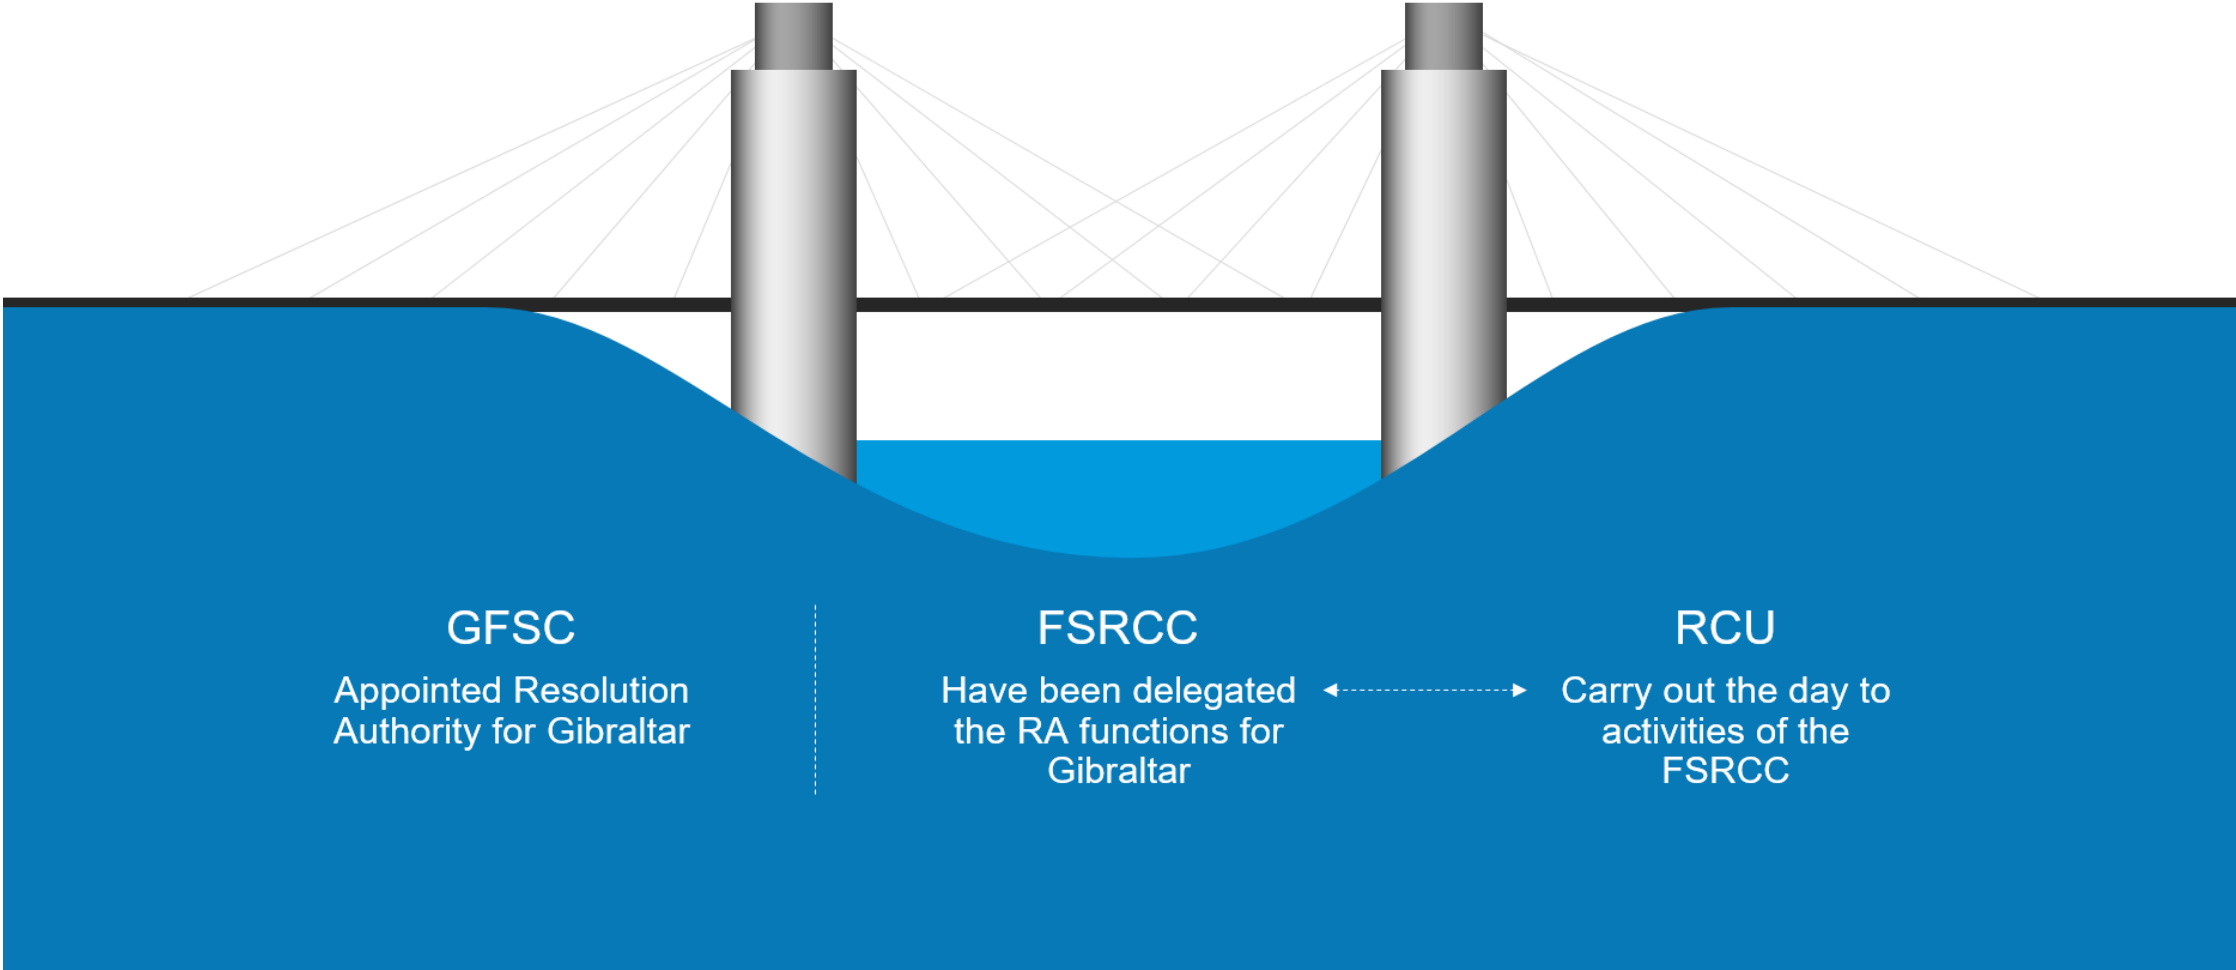 GFSC
Appointed Resolution
Authority for Gibraltar
FSRCC
Have been delegated
the RA functions for
Gibraltar
RCU
Carry out the day to
activities of the
FSRCC